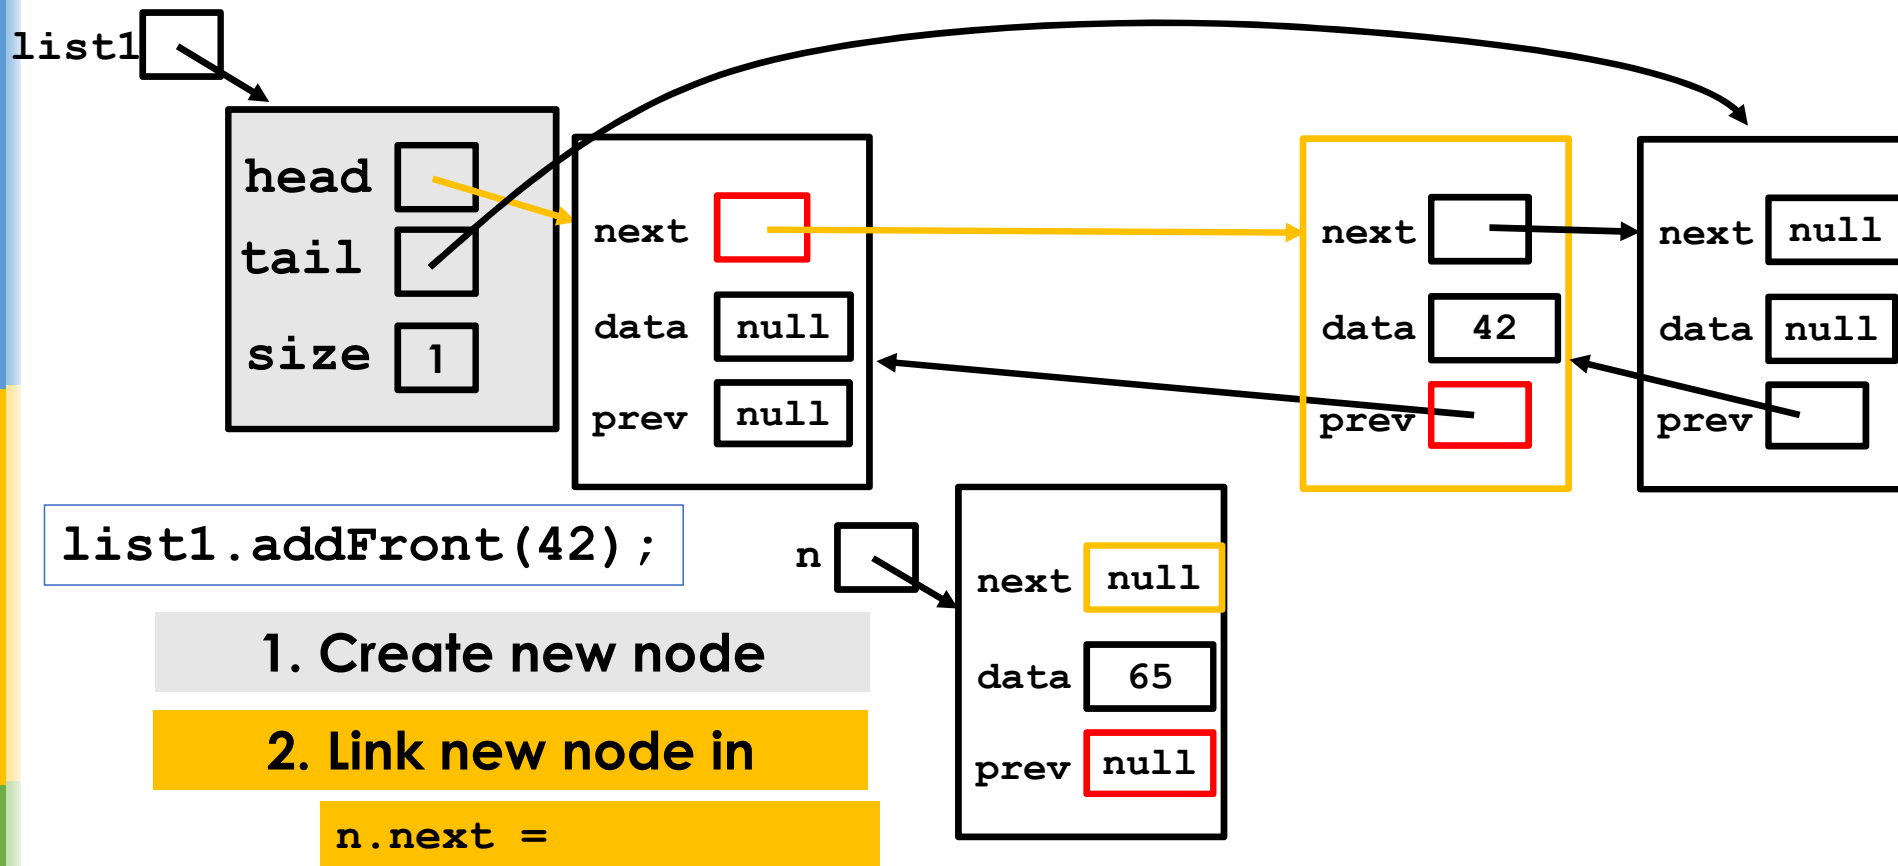 list1
head
tail
size 1
next
data null
prev null
next
data 42
prev
next null
data null
prev
list1.addFront(42);
n
next null
data 65
prev null
1. Create new node
2. Link new node in
n.next =